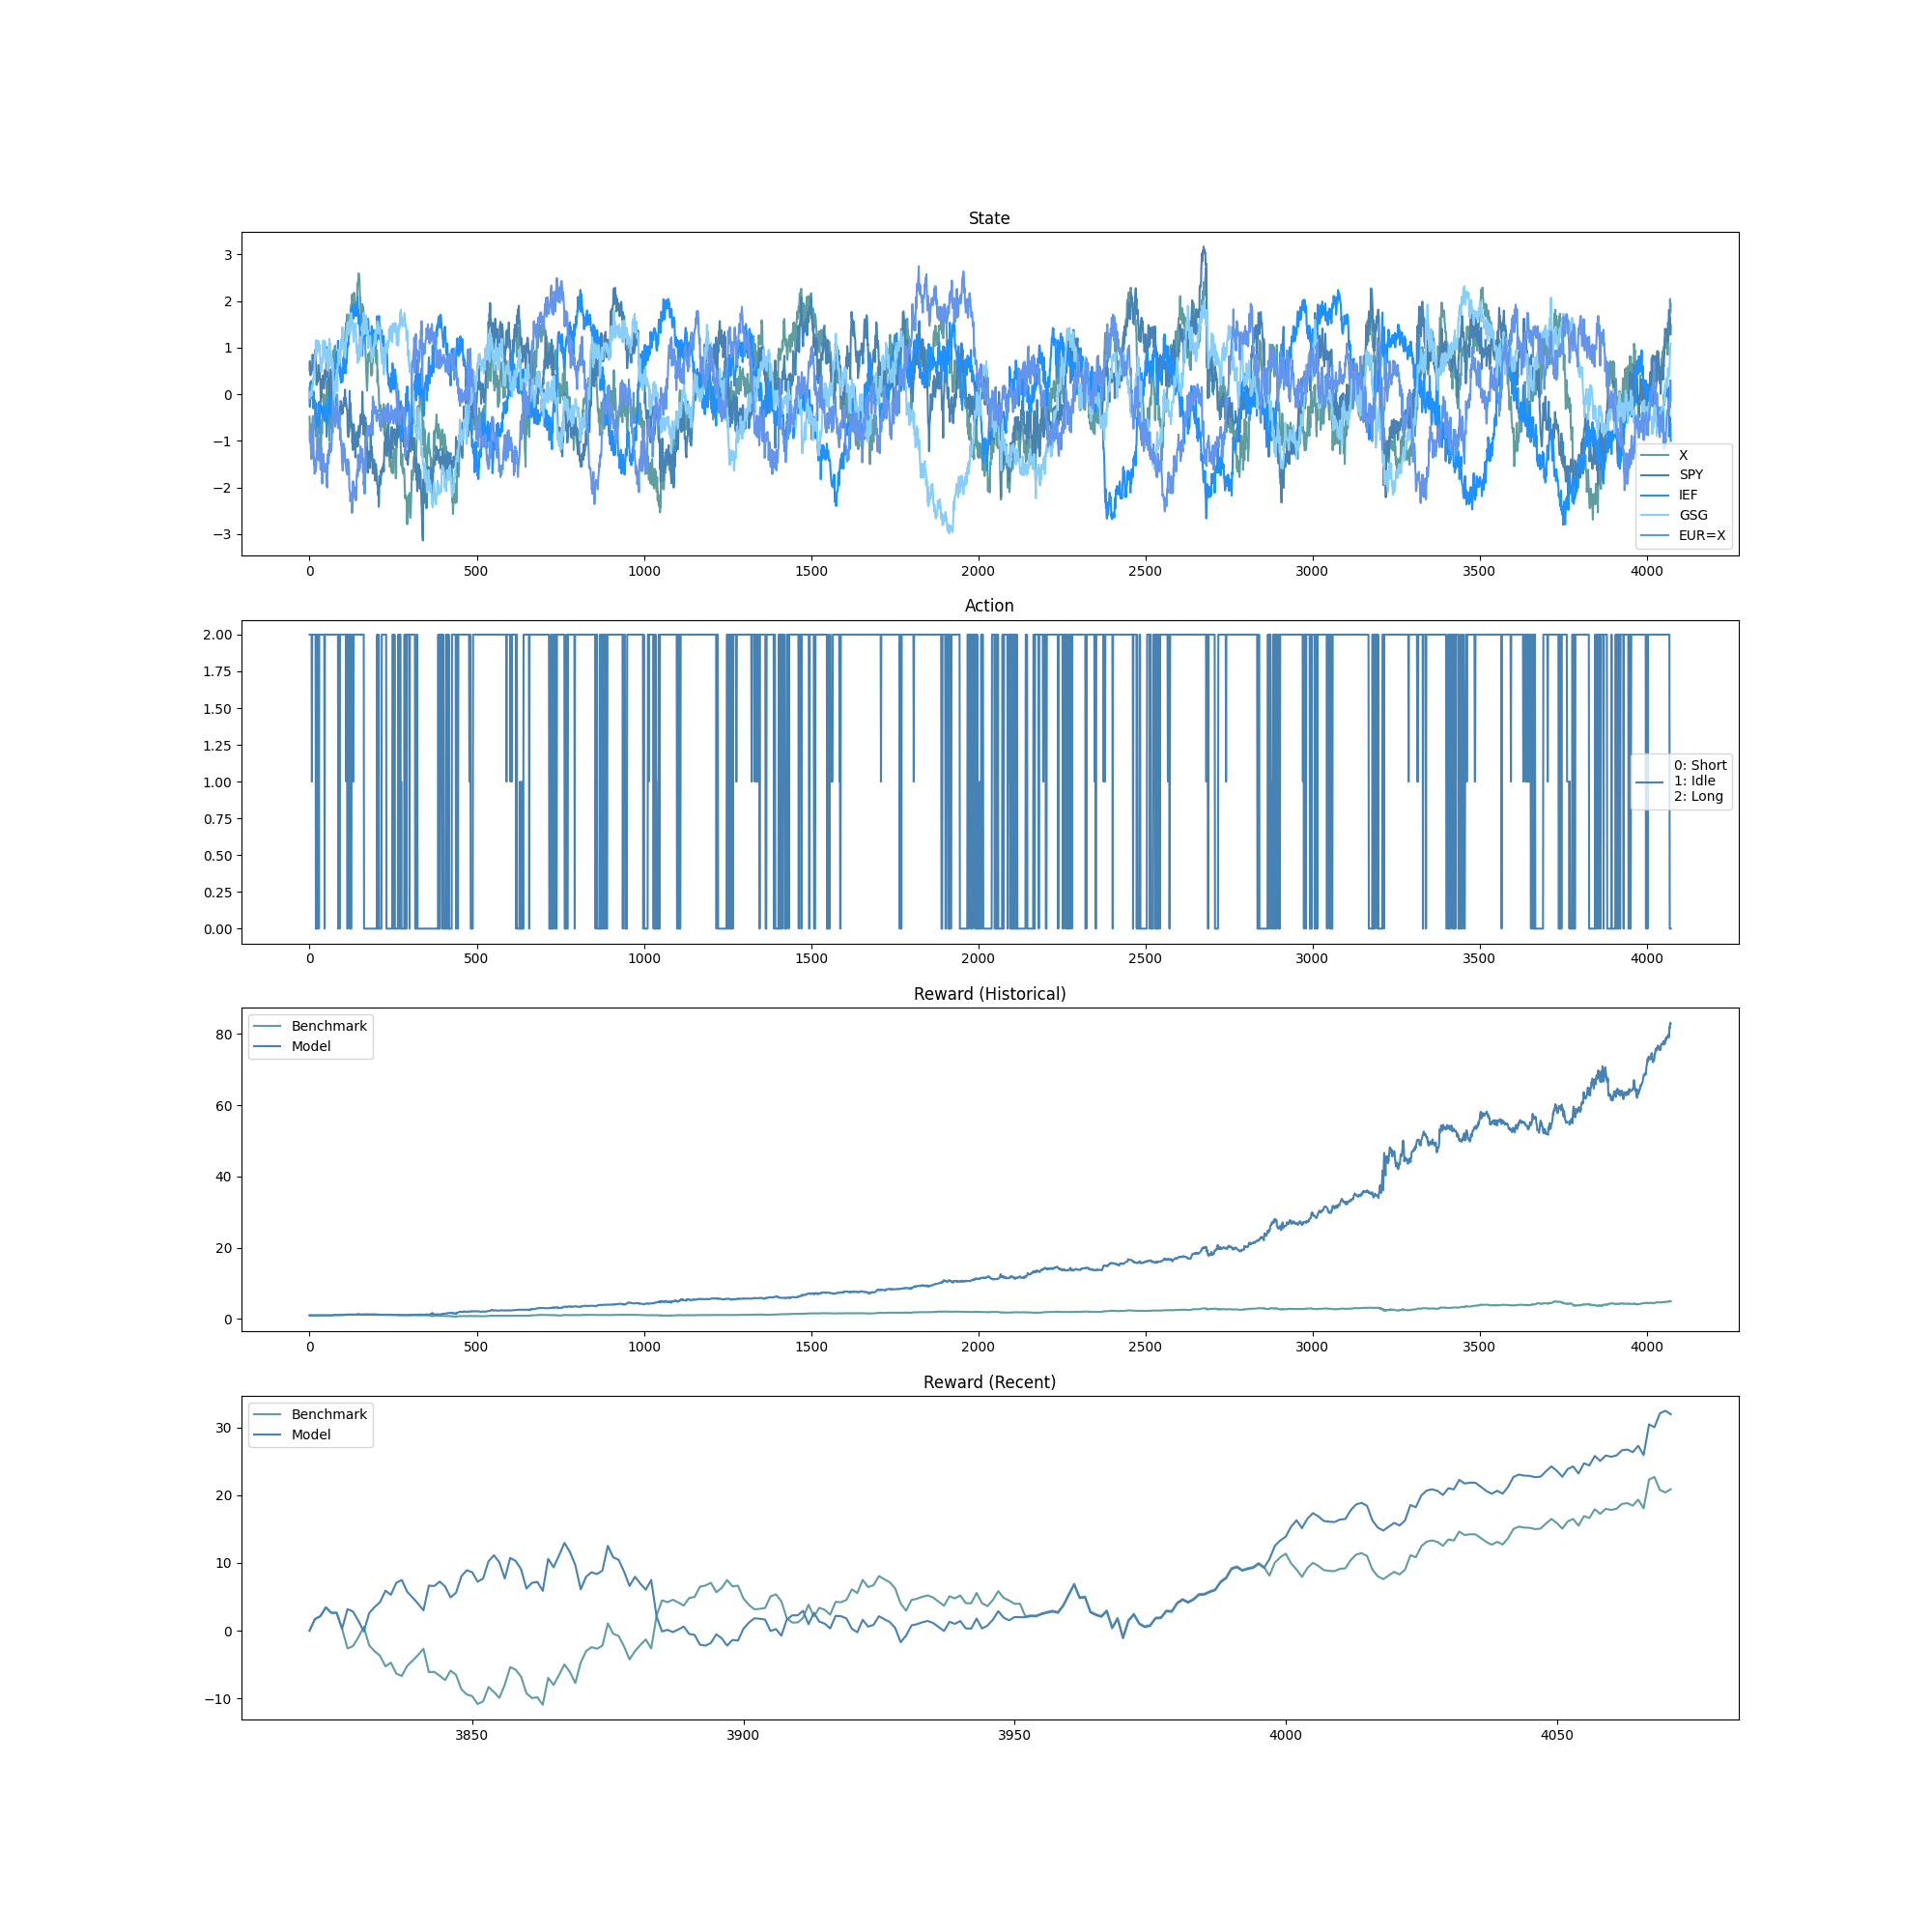 State
3
2
1
0
−1
−2
−3
X
SPY
IEF
GSG
EUR=X
0 500 1000 1500 2000 2500 3000 3500 4000
Action
2.00
1.75
1.50
1.25
1.00
0.75
0.50
0.25
0.00
0: Short
1: Idle
2: Long
0 500 1000 1500 2000 2500 3000 3500 4000
Reward (Historical)
Benchmark
Model
80
60
40
20
0
0 500 1000 1500 2000 2500 3000 3500 4000
Reward (Recent)
Benchmark
Model
30
20
10
0
−10
3850 3900 3950 4000 4050